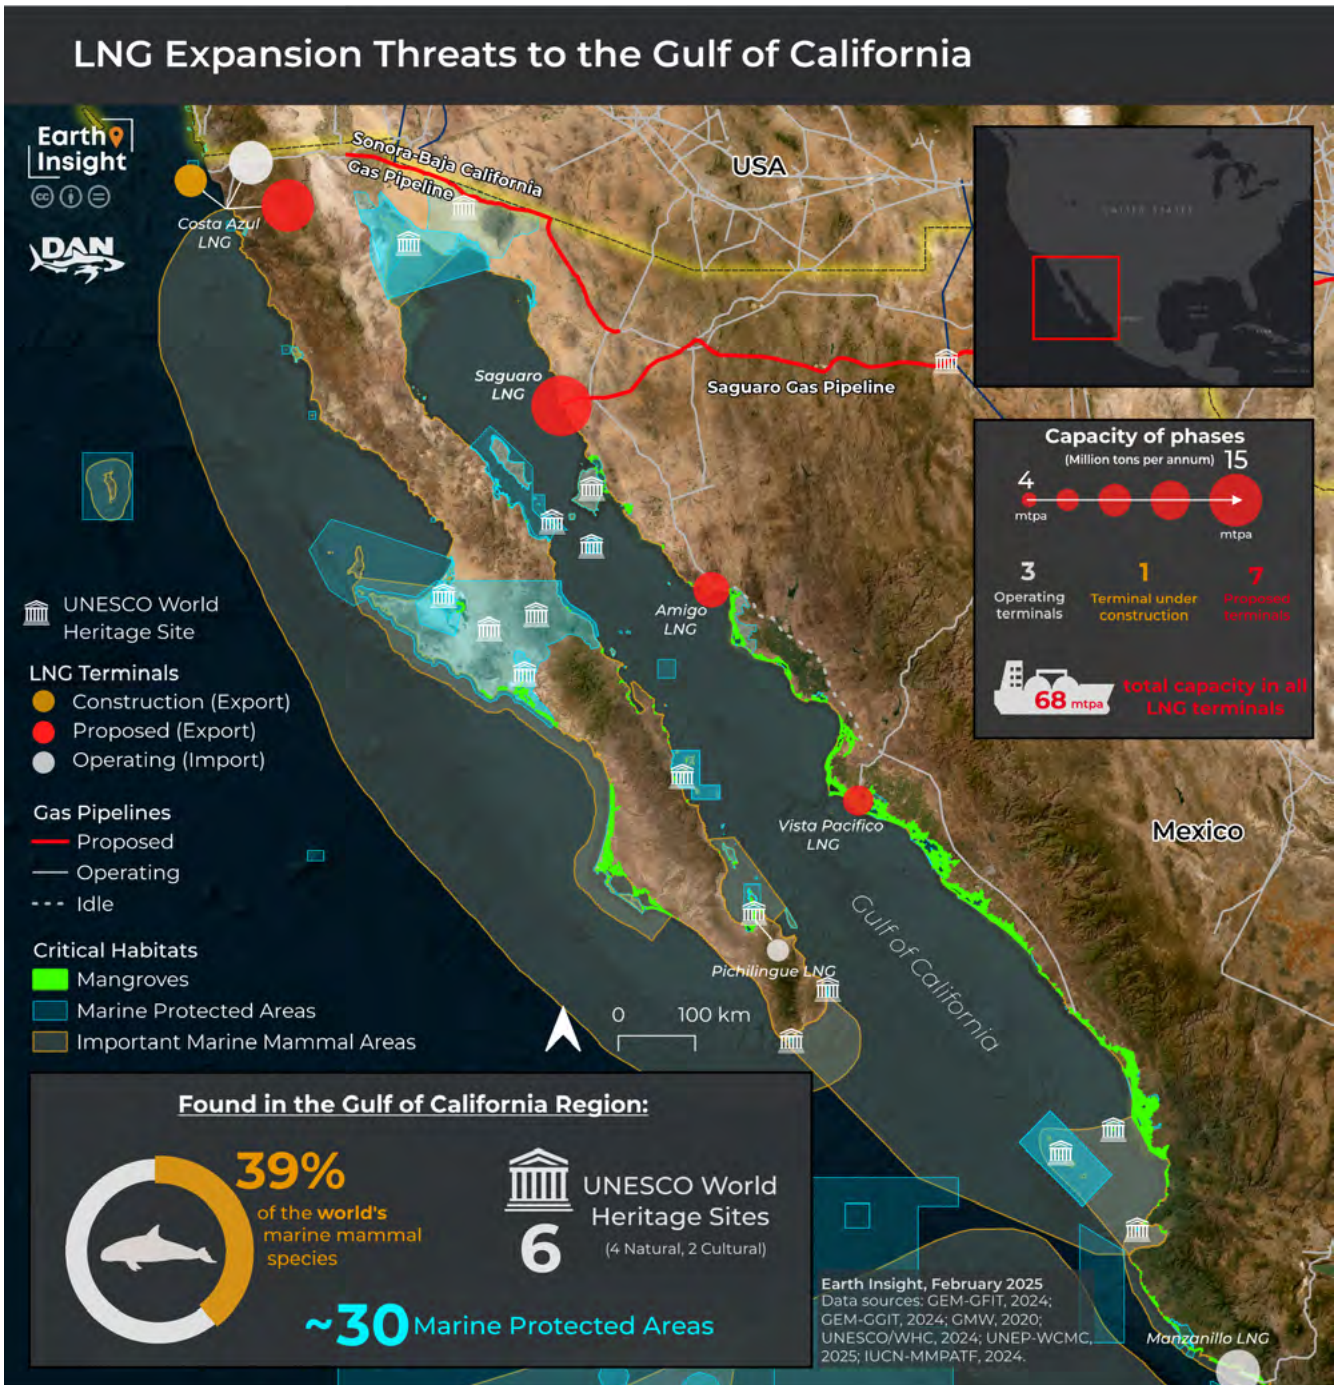 LNG Expansion Threats to the Gulf of California
Earth
Insight
DAN
Costa Azul
LNG
Sonora-Baja California
Gas Pipeline
USA
Saguaro
LNG
Saguaro Gas Pipeline
Amigo
LNG
Vista Pacifico
LNG
Mexico
Gulf of California
Pichilingue LNG
Manzanillo LNG
UNITED STATES
Capacity of phases
(Million tons per annum)
4
mtpa
15
mtpa
3
Operating
terminals
1
Terminal under
construction
7
Proposed
terminals
68 mtpa
total capacity in all
LNG terminals
UNESCO World
Heritage Site
LNG Terminals
Construction (Export)
Proposed (Export)
Operating (Import)
Gas Pipelines
Proposed
Operating
Idle
Critical Habitats
Mangroves
Marine Protected Areas
Important Marine Mammal Areas
0 100 km
Found in the Gulf of California Region:
39%
of the world's
marine mammal
species
UNESCO World
Heritage Sites
6
(4 Natural, 2 Cultural)
~30 Marine Protected Areas
Earth Insight, February 2025
Data sources: GEM-GFIT, 2024;
GEM-GGIT, 2024; GMW, 2020;
UNESCO/WHC, 2024; UNEP-WCMC,
2025; IUCN-MMPATF, 2024.